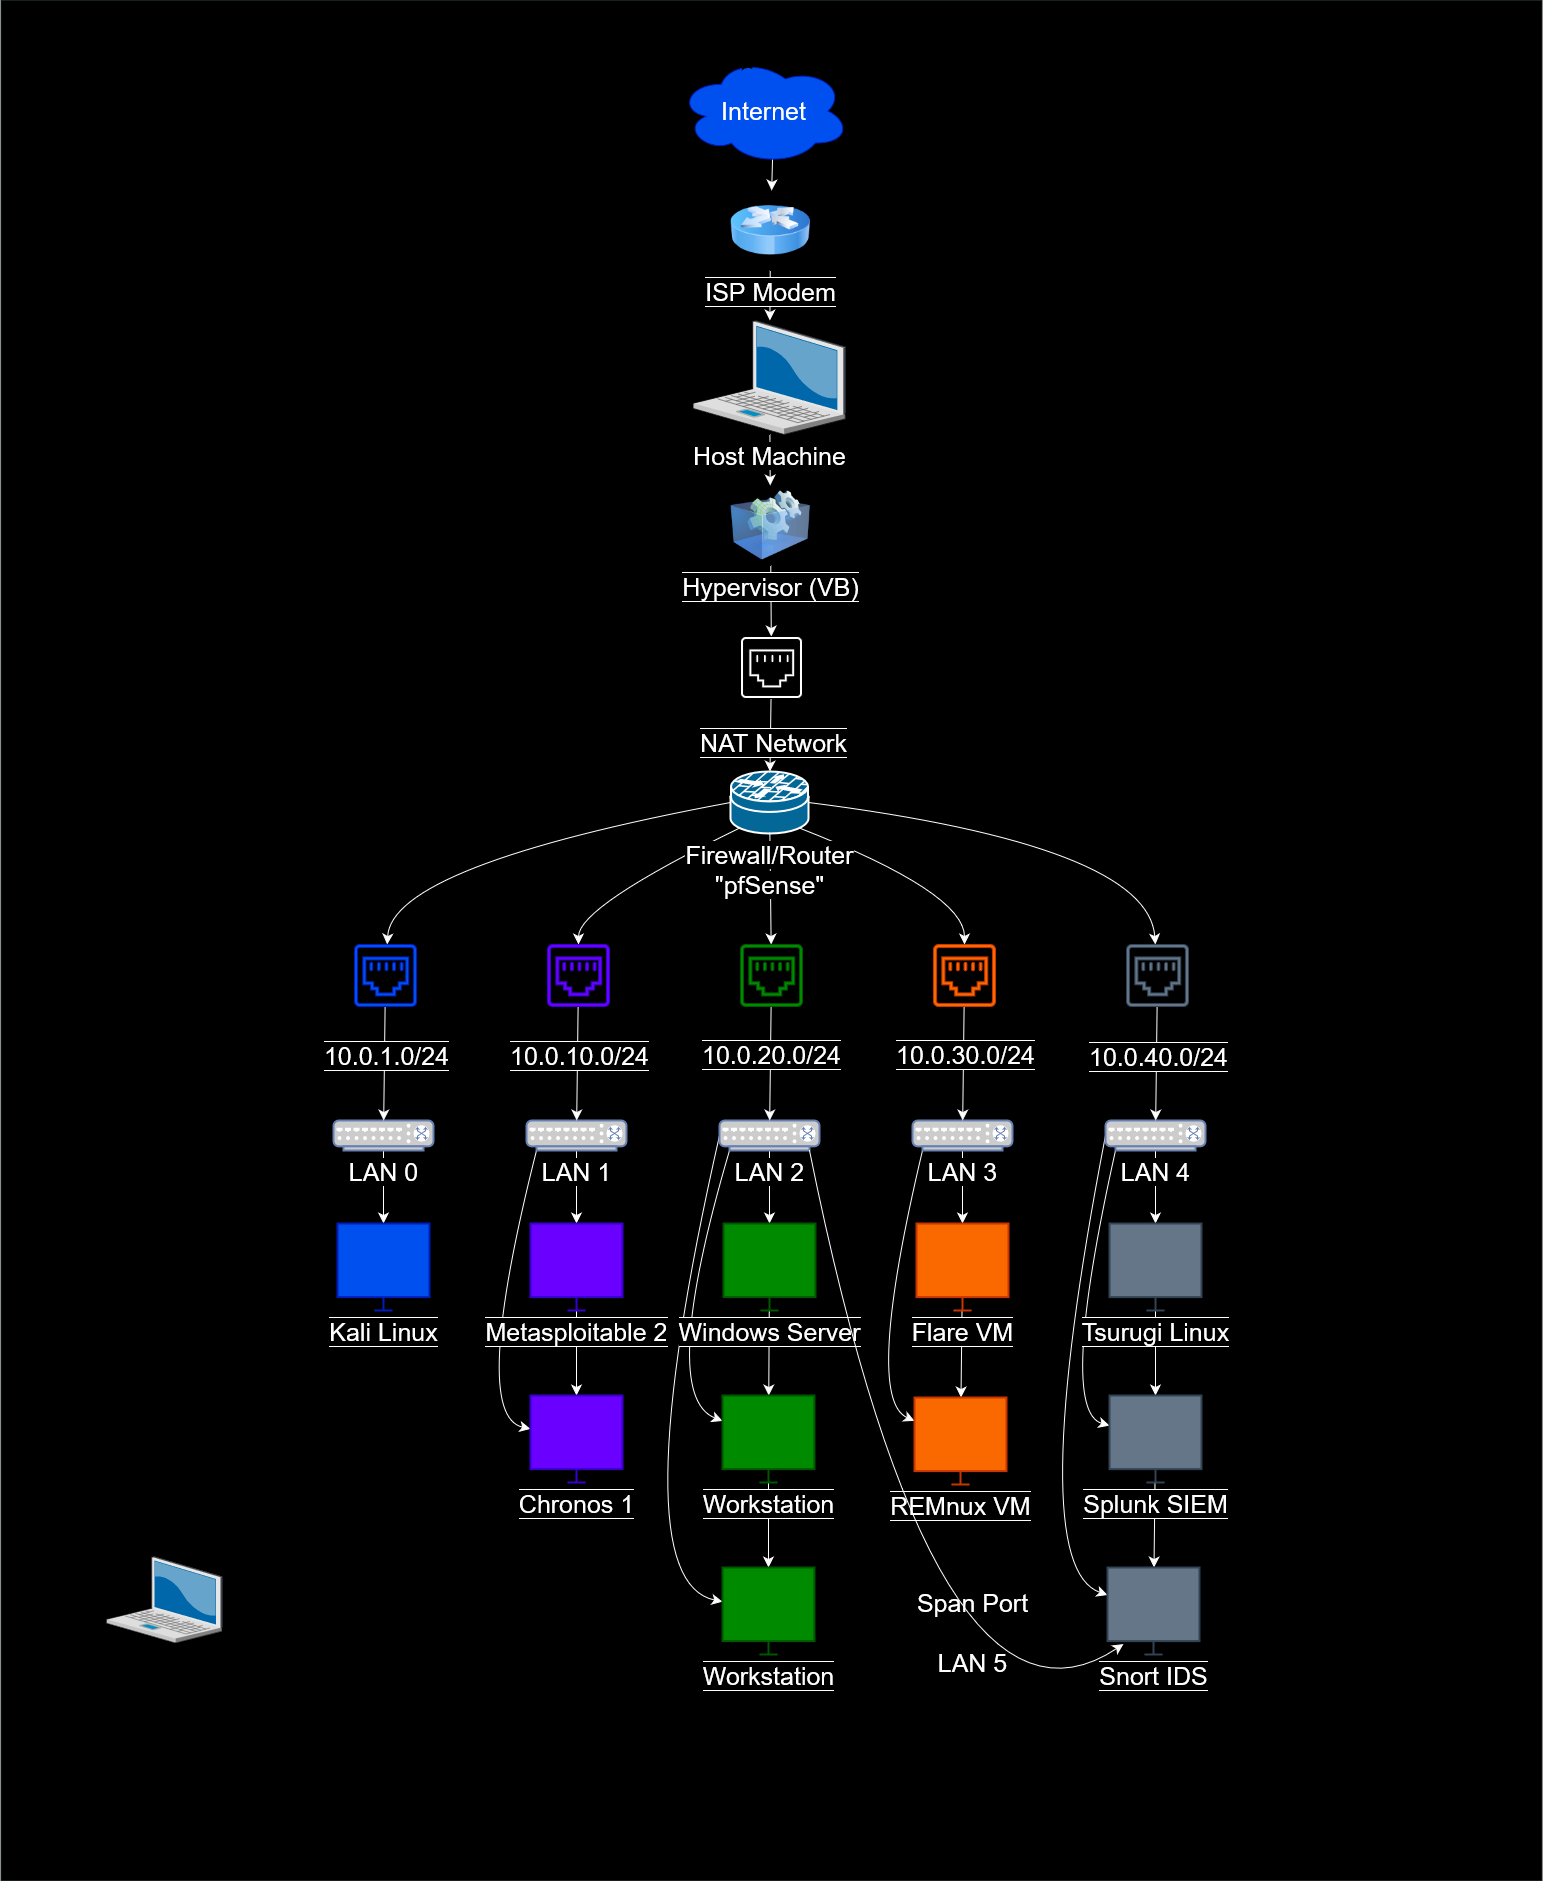 Internet
ISP Modem
Host Machine
Hypervisor (VB)
NAT Network
Firewall/Router
"pfSense"
10.0.1.0/24
10.0.10.0/24
10.0.20.0/24
10.0.30.0/24
10.0.40.0/24
LAN 0
LAN 1
LAN 2
LAN 3
LAN 4
Kali Linux
Metasploitable 2
Windows Server
Flare VM
Tsurugi Linux
Chronos 1
Workstation
REMnux VM
Splunk SIEM
Span Port
LAN 5
Workstation
Snort IDS